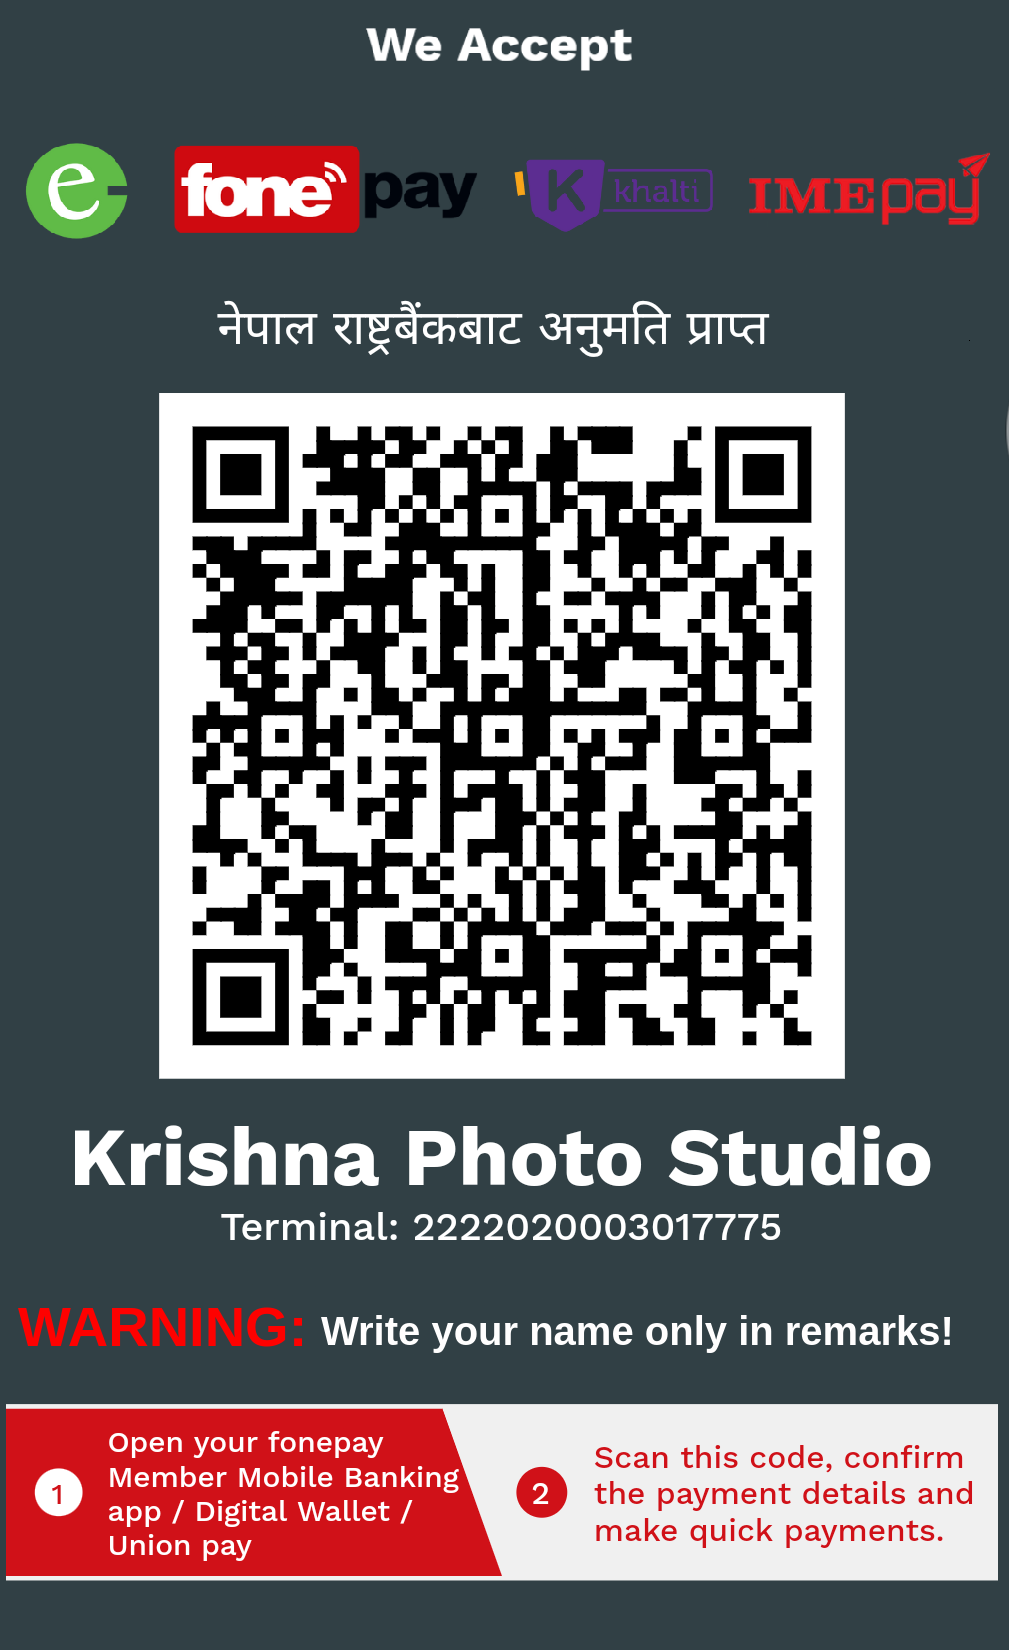 We Accept
e
fonepay
K khalti
IMEpay
नेपाल राष्ट्रबैंकबाट अनुमति प्राप्त
Krishna Photo Studio
Terminal: 2222020003017775
WARNING: Write your name only in remarks!
1
Open your fonepay
Member Mobile Banking
app / Digital Wallet /
Union pay
2
Scan this code, confirm
the payment details and
make quick payments.